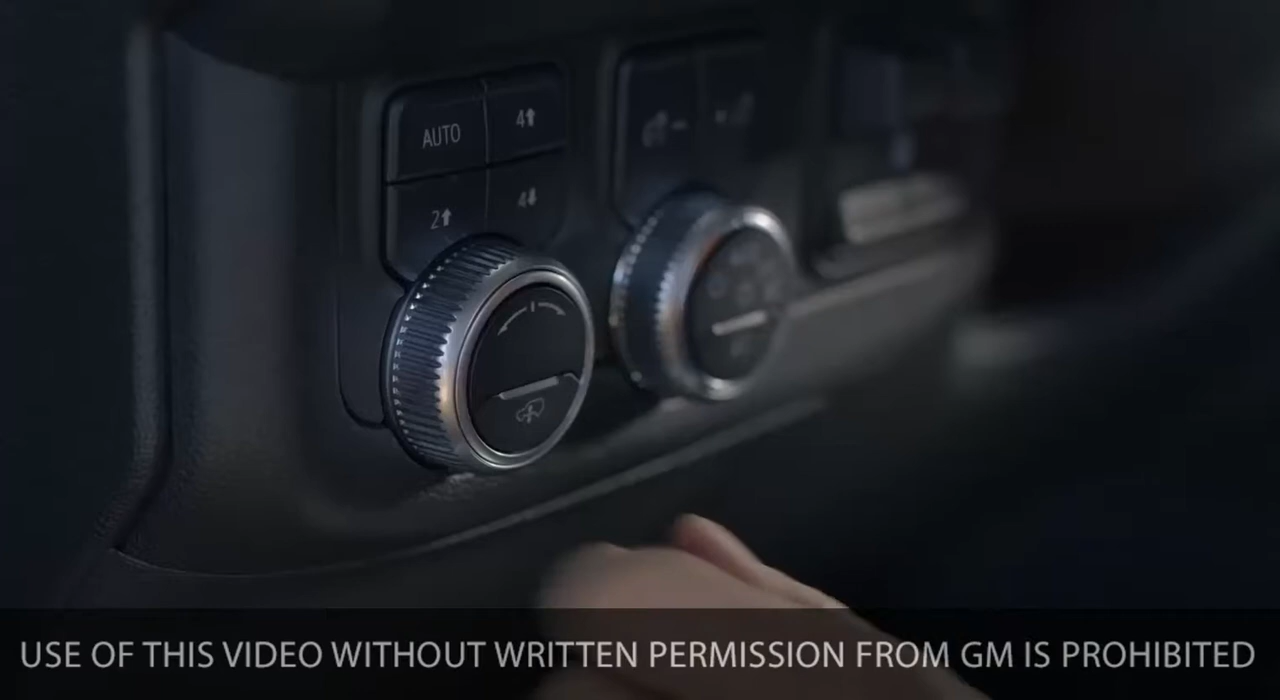 AUTO
4⬆
2⬆
4⬇
USE OF THIS VIDEO WITHOUT WRITTEN PERMISSION FROM GM IS PROHIBITED